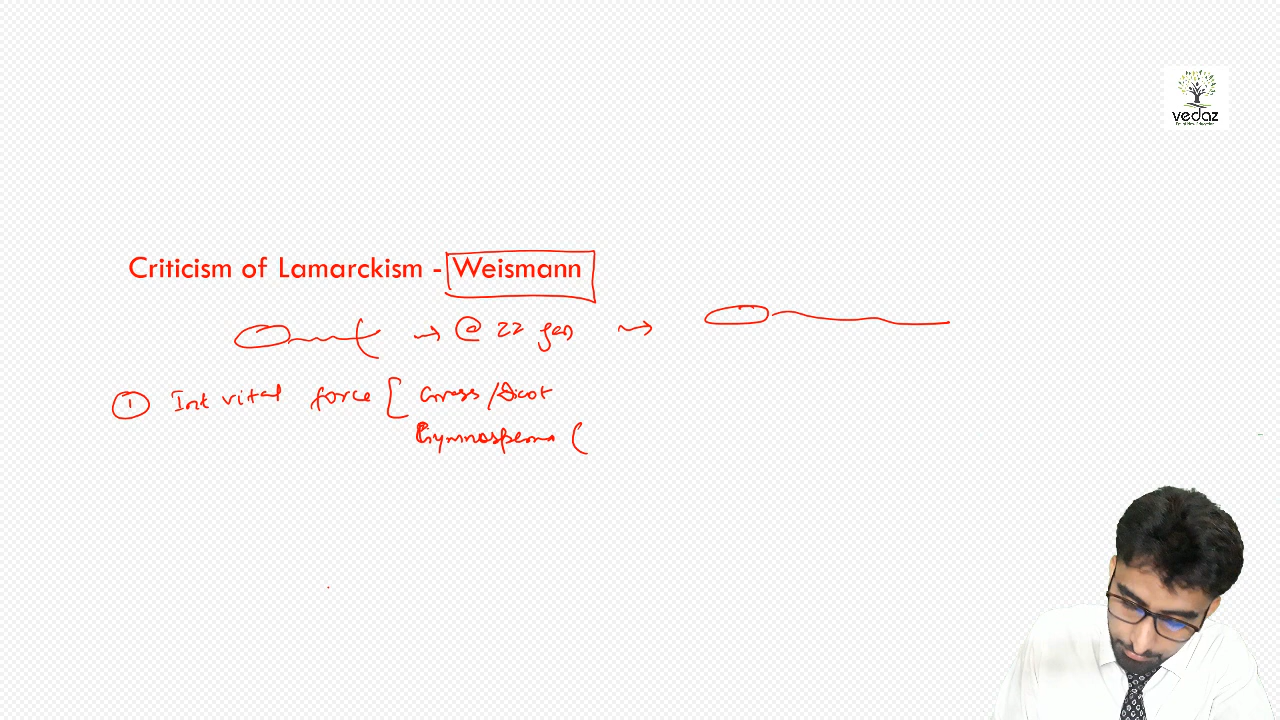 vedaz
Criticism of Lamarckism - Weismann
→ @ 22 gen →
① Int vital force [ Grass / Dicot
Gymnosperm (